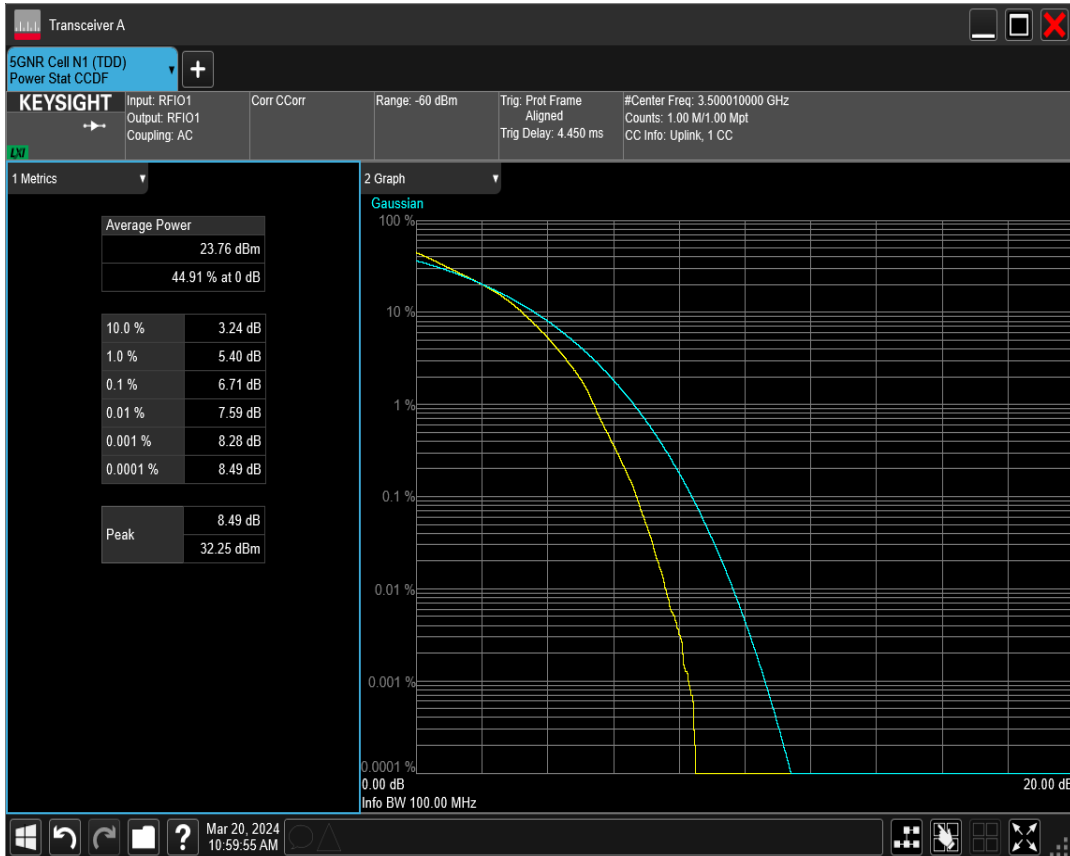 Transceiver A
5GNR Cell N1 (TDD)
Power Stat CCDF
+
KEYSIGHT
LXI
Input: RFIO1
Output: RFIO1
Coupling: AC
Corr CCorr
Range: -60 dBm
Trig: Prot Frame
Aligned
Trig Delay: 4.450 ms
#Center Freq: 3.500010000 GHz
Counts: 1.00 M/1.00 Mpt
CC Info: Uplink, 1 CC
1 Metrics
Average Power
23.76 dBm
44.91 % at 0 dB
10.0 % 3.24 dB
1.0 % 5.40 dB
0.1 % 6.71 dB
0.01 % 7.59 dB
0.001 % 8.28 dB
0.0001 % 8.49 dB
Peak
8.49 dB
32.25 dBm
2 Graph
Gaussian
100 %
10 %
1 %
0.1 %
0.01 %
0.001 %
0.0001 %
0.00 dB 20.00 dB
Info BW 100.00 MHz
?
Mar 20, 2024
10:59:55 AM